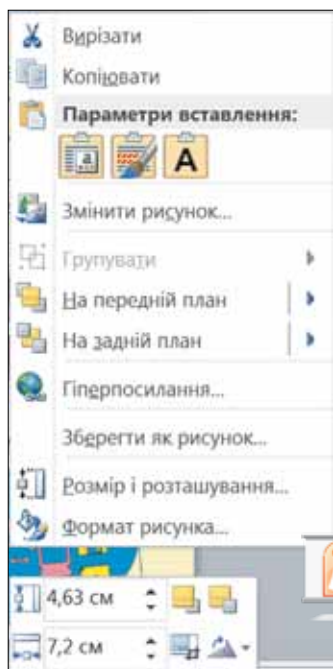 Вирізати
Копіювати
Параметри вставлення:
a
A
Змінити рисунок...
Групувати
На передній план
На задній план
Гіперпосилання...
Зберегти як рисунок...
Розмір і розташування...
Формат рисунка...
4,63 см
7,2 см